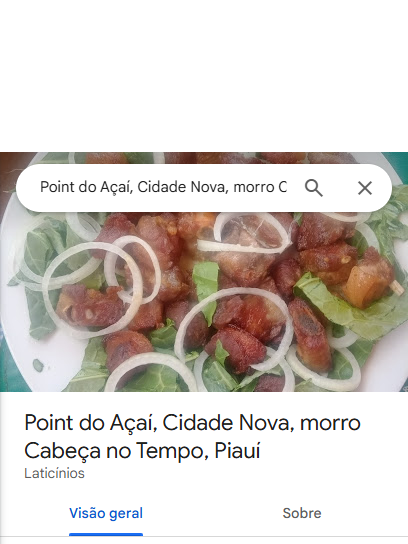 Point do Açaí, Cidade Nova, morro C
Point do Açaí, Cidade Nova, morro
Cabeça no Tempo, Piauí
Laticínios
Visão geral
Sobre